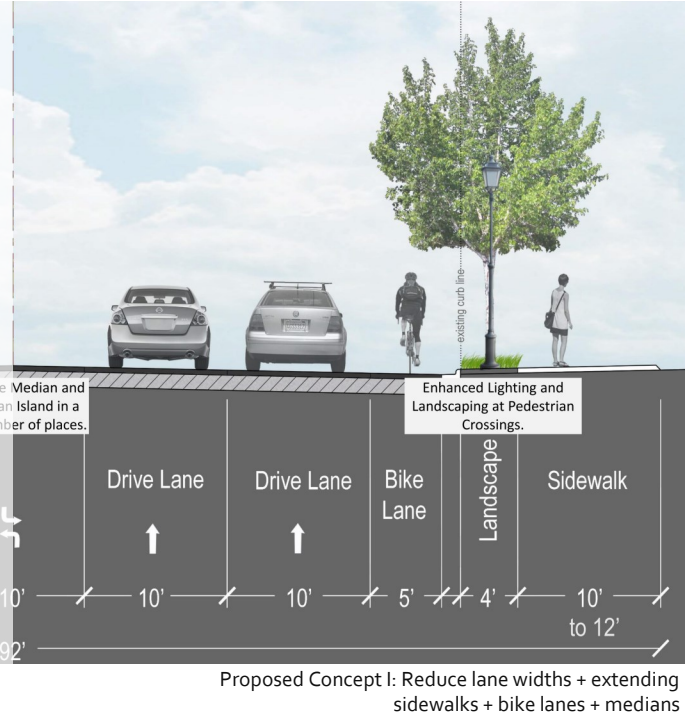 existing curb line
e Median and
an Island in a
ber of places.
Enhanced Lighting and
Landscaping at Pedestrian
Crossings.
Drive Lane
Drive Lane
Bike
Lane
Landscape
Sidewalk
10'
10'
10'
5'
4'
10'
to 12'
92'
Proposed Concept I: Reduce lane widths + extending
sidewalks + bike lanes + medians